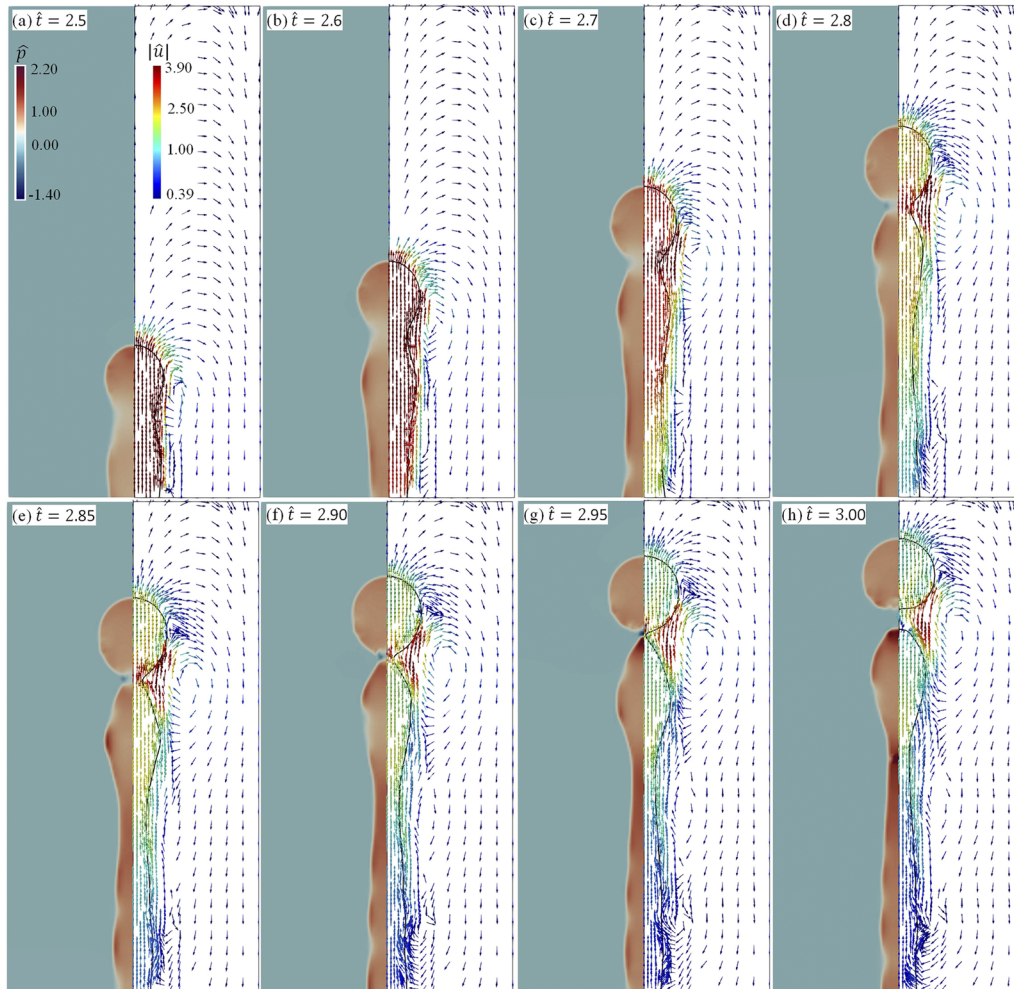 (a) t̂ = 2.5
(b) t̂ = 2.6
(c) t̂ = 2.7
(d) t̂ = 2.8
p̂
|û|
2.20
1.00
0.00
-1.40
3.90
2.50
1.00
0.39
(e) t̂ = 2.85
(f) t̂ = 2.90
(g) t̂ = 2.95
(h) t̂ = 3.00